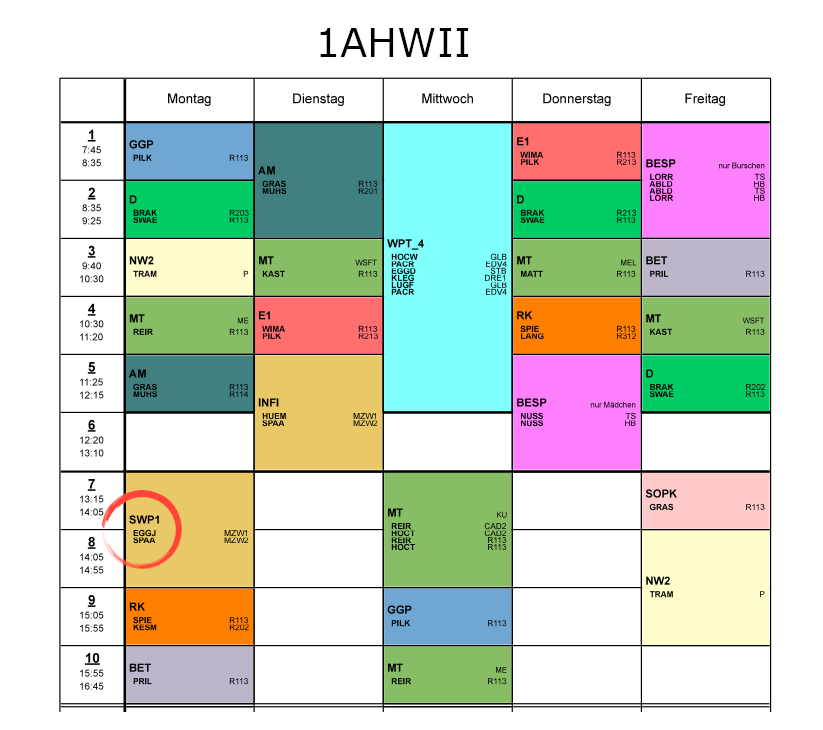 1AHWII
Montag Dienstag Mittwoch Donnerstag Freitag
1
7:45
8:35
GGP
PILK R113
AM
GRAS R113
MUHS R201
WPT_4
HOCW GLB
PACR EDV4
EGGD STB
KLEG DRE1
LUGF GLB
PACR EDV4
E1
WIMA R113
PILK R213
BESP nur Burschen
LORR TS
ABLD HB
ABLD TS
LORR HB
2
8:35
9:25
D
BRAK R203
SWAE R113
D
BRAK R213
SWAE R113
3
9:40
10:30
NW2
TRAM P
MT WSFT
KAST R113
MT MEL
MATT R113
BET
PRIL R113
4
10:30
11:20
MT ME
REIR R113
E1
WIMA R113
PILK R213
RK
SPIE R113
LANG R312
MT WSFT
KAST R113
5
11:25
12:15
AM
GRAS R113
MUHS R114
INFI
HUEM MZW1
SPAA MZW2
BESP nur Mädchen
NUSS TS
NUSS HB
D
BRAK R202
SWAE R113
6
12:20
13:10
7
13:15
14:05
SWP1
EGGJ MZW1
SPAA MZW2
MT KU
REIR CAD2
HOCT CAD2
REIR R113
HOCT R113
SOPK
GRAS R113
8
14:05
14:55
NW2
TRAM P
9
15:05
15:55
RK
SPIE R113
KESM R202
GGP
PILK R113
10
15:55
16:45
BET
PRIL R113
MT ME
REIR R113